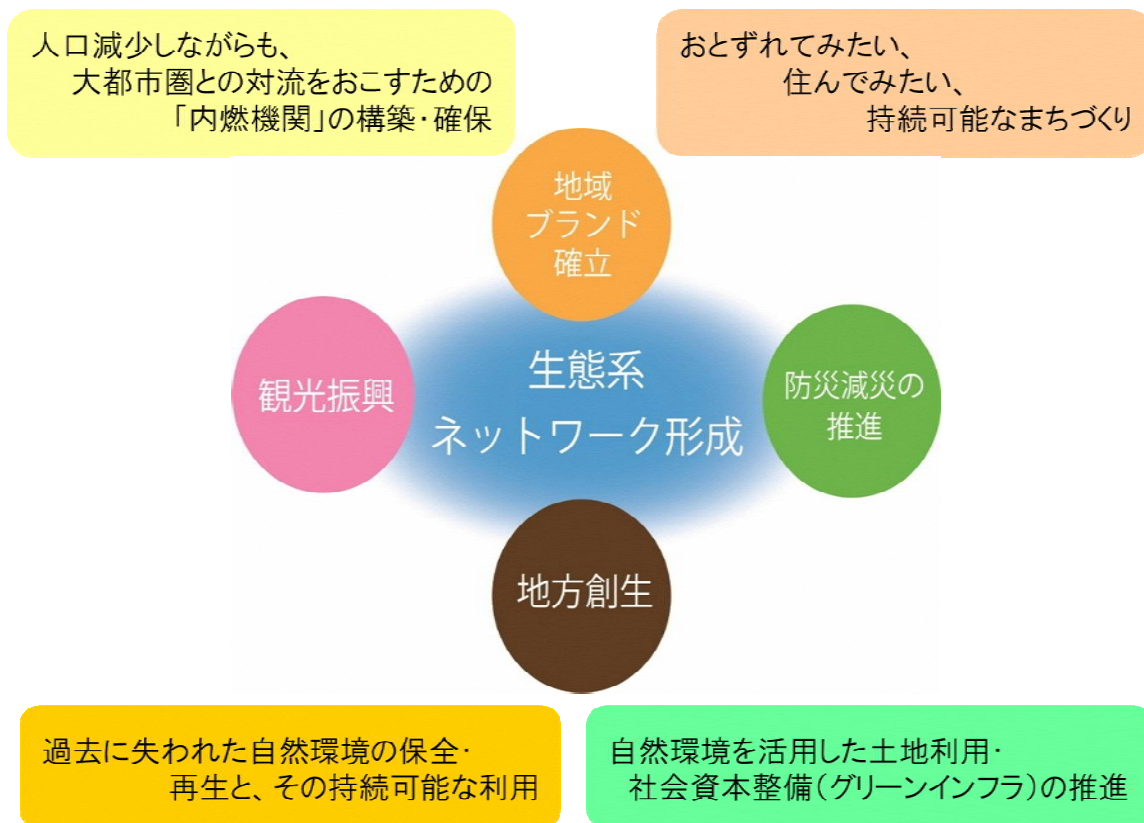 人口減少しながらも、
大都市圏との対流をおこすための
「内燃機関」の構築・確保
おとずれてみたい、
住んでみたい、
持続可能なまちづくり
地域
ブランド
確立
観光振興
生態系
ネットワーク形成
防災減災の
推進
地方創生
過去に失われた自然環境の保全・
再生と、その持続可能な利用
自然環境を活用した土地利用・
社会資本整備(グリーンインフラ)の推進